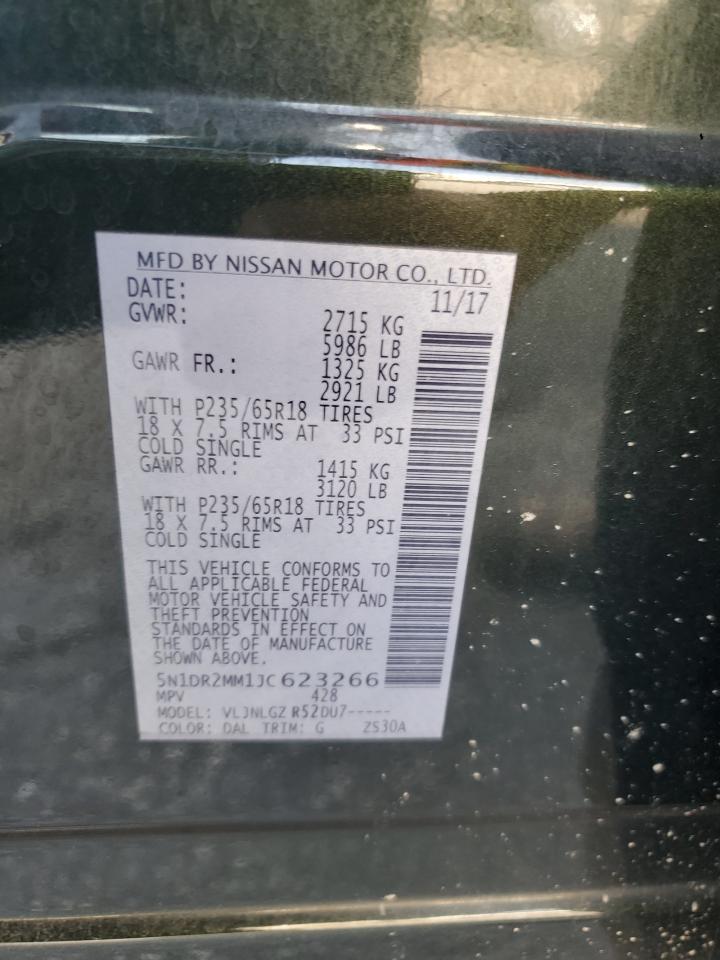 MFD BY NISSAN MOTOR CO., LTD.
DATE: 11/17
GVWR: 2715 KG
5986 LB
GAWR FR.: 1325 KG
2921 LB
WITH P235/65R18 TIRES
18 X 7.5 RIMS AT 33 PSI
COLD SINGLE
GAWR RR.: 1415 KG
3120 LB
WITH P235/65R18 TIRES
18 X 7.5 RIMS AT 33 PSI
COLD SINGLE
THIS VEHICLE CONFORMS TO
ALL APPLICABLE FEDERAL
MOTOR VEHICLE SAFETY AND
THEFT PREVENTION
STANDARDS IN EFFECT ON
THE DATE OF MANUFACTURE
SHOWN ABOVE.
5N1DR2MM1JC623266
MPV 428
MODEL: VLJNLGZ R52DU7-----
COLOR: DAL TRIM: G ZS30A